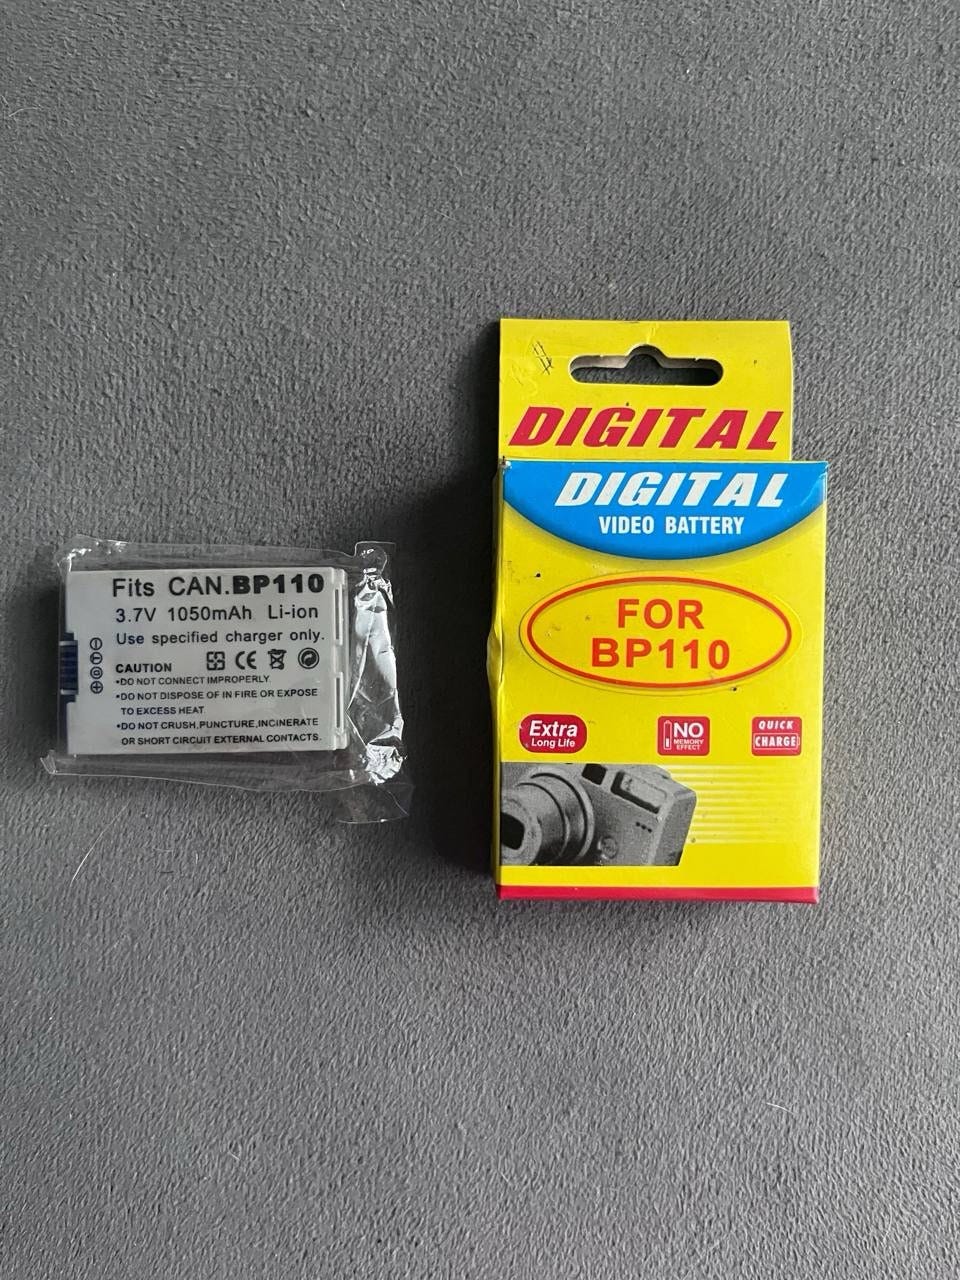 Fits CAN.BP110
3.7V 1050mAh Li-ion
Use specified charger only.
CE
CAUTION
•DO NOT CONNECT IMPROPERLY.
•DO NOT DISPOSE OF IN FIRE OR EXPOSE
TO EXCESS HEAT.
•DO NOT CRUSH,PUNCTURE,INCINERATE
OR SHORT CIRCUIT EXTERNAL CONTACTS.
DIGITAL
DIGITAL
VIDEO BATTERY
FOR
BP110
Extra
Long Life
NO
MEMORY
EFFECT
QUICK
CHARGE